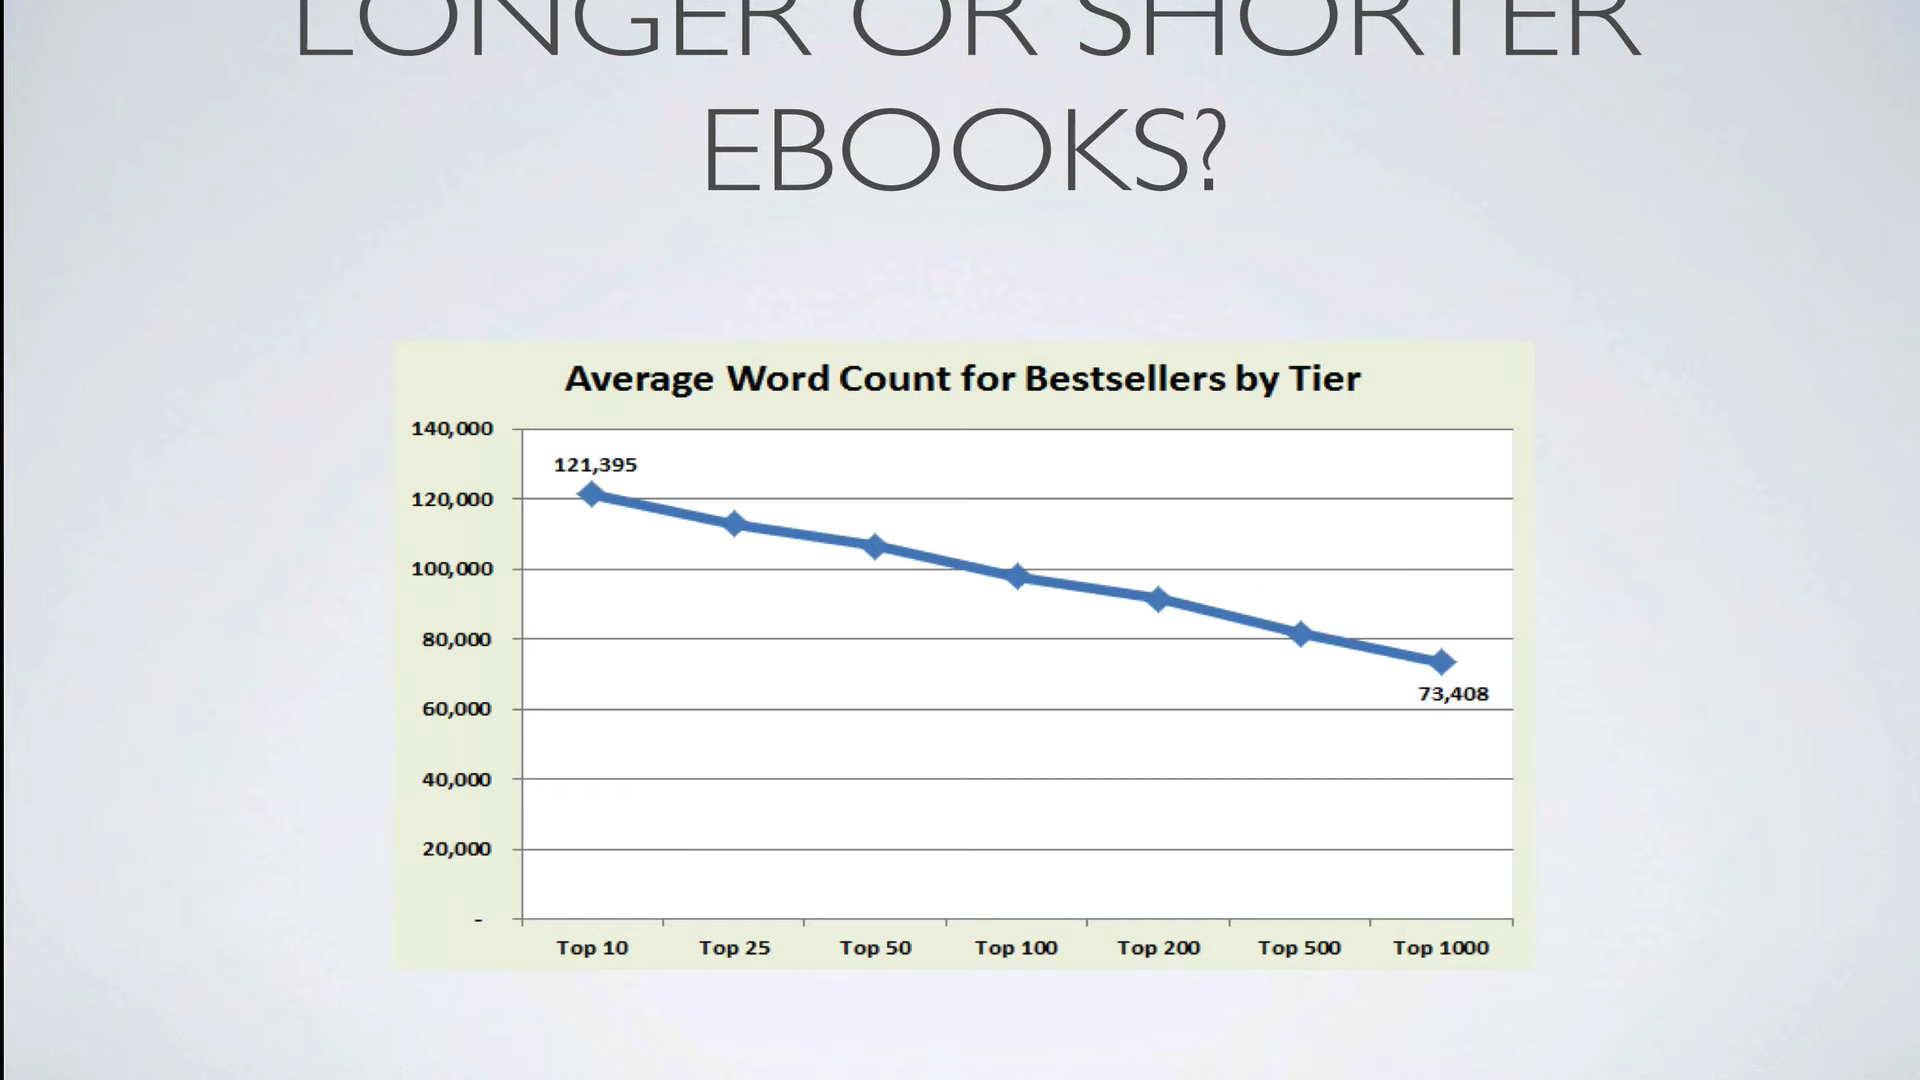 LONGER OR SHORTER
EBOOKS?
Average Word Count for Bestsellers by Tier
140,000
121,395
120,000
100,000
80,000
73,408
60,000
40,000
20,000
-
Top 10 Top 25 Top 50 Top 100 Top 200 Top 500 Top 1000